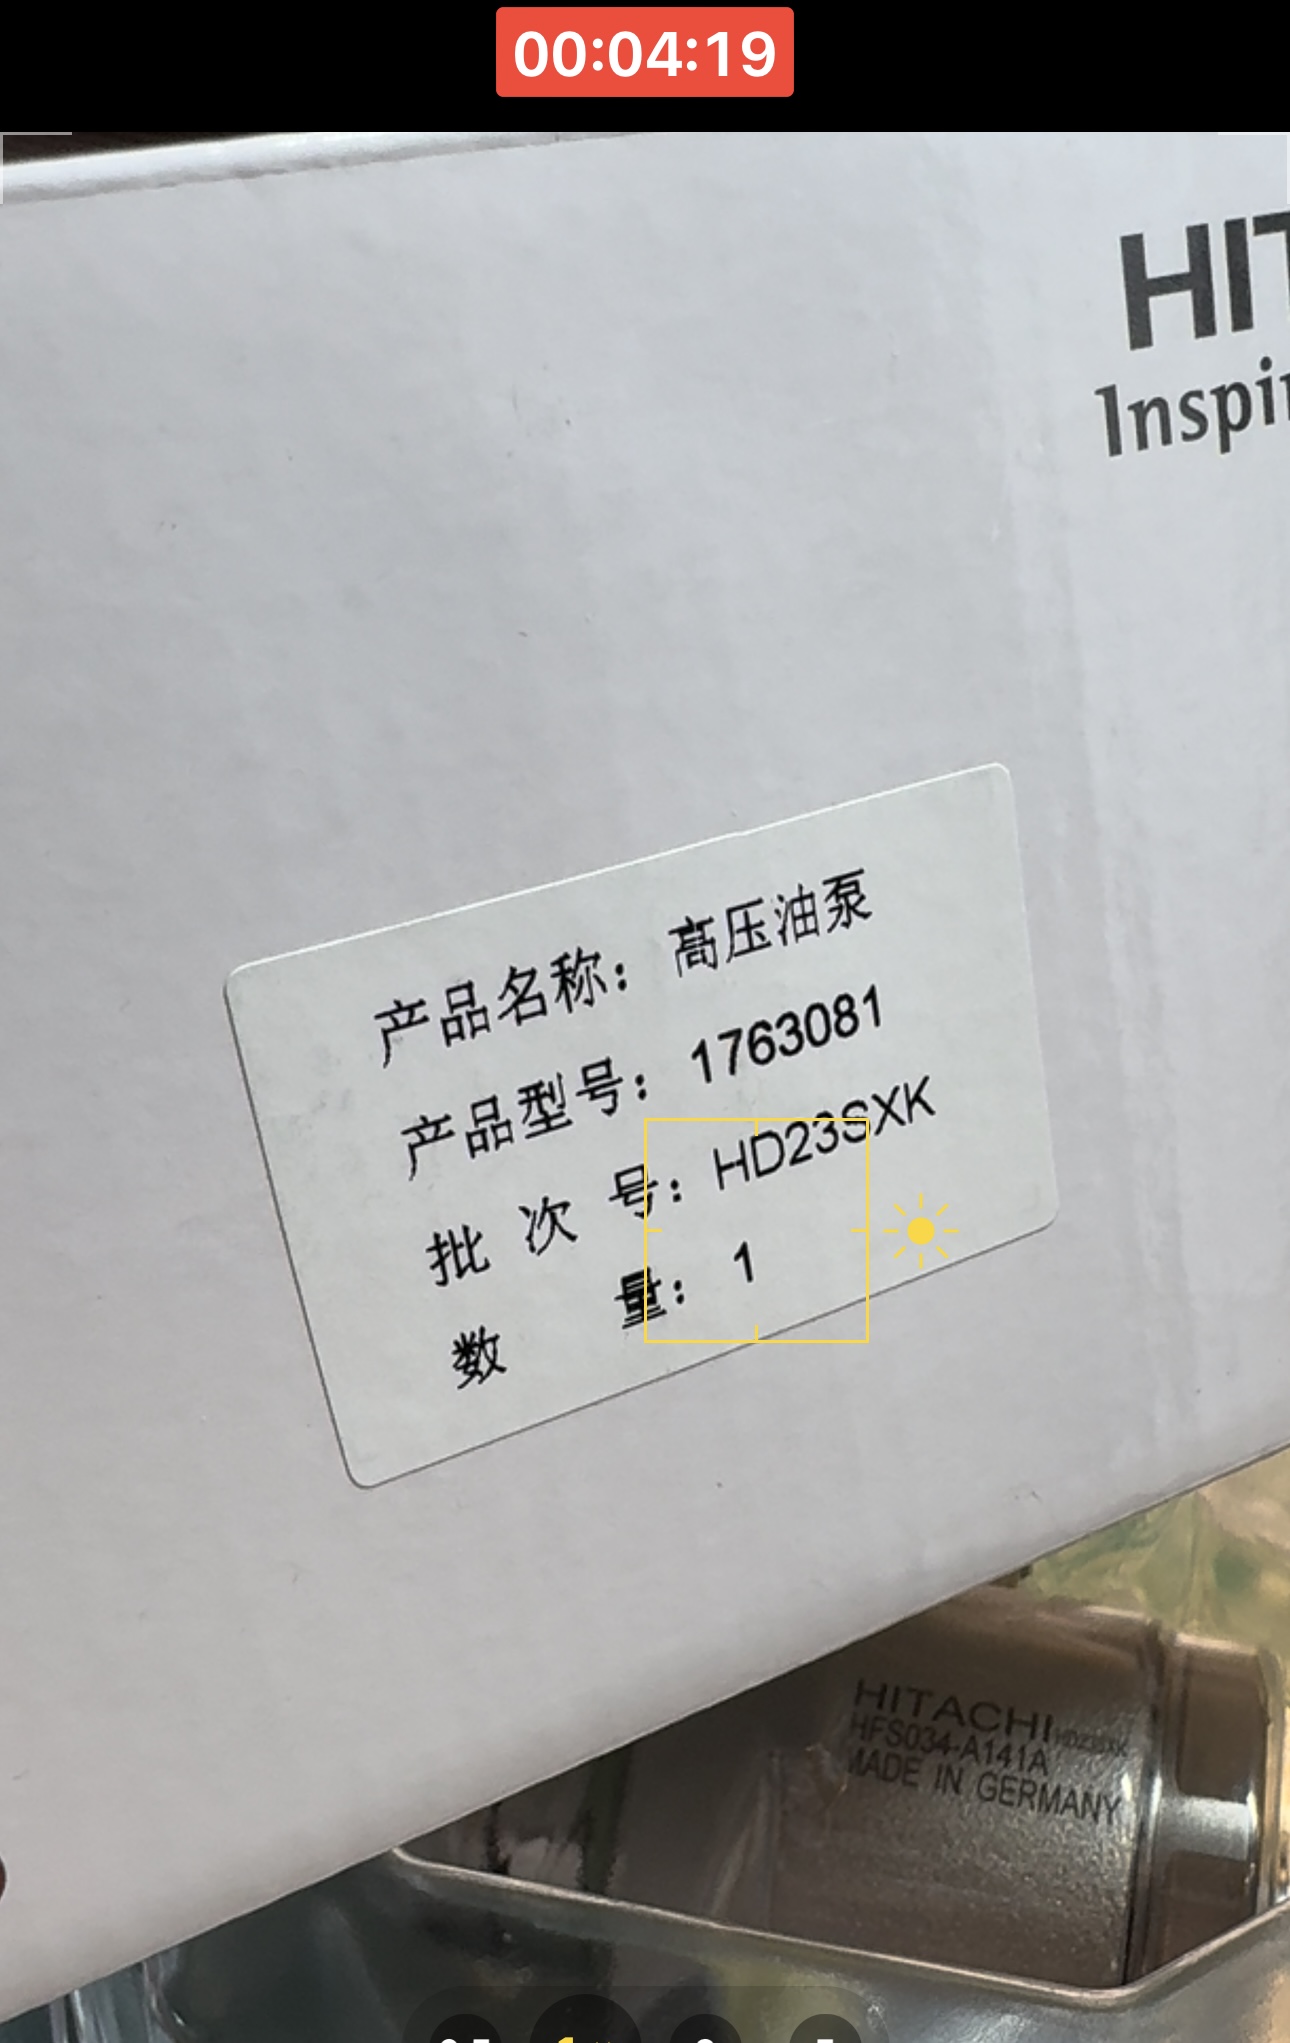 00:04:19
HIT
Inspir
产品名称：高压油泵
产品型号：1763081
批次号：HD23SXK
数量：1
HITACHI
HFS034-A141A
MADE IN GERMANY